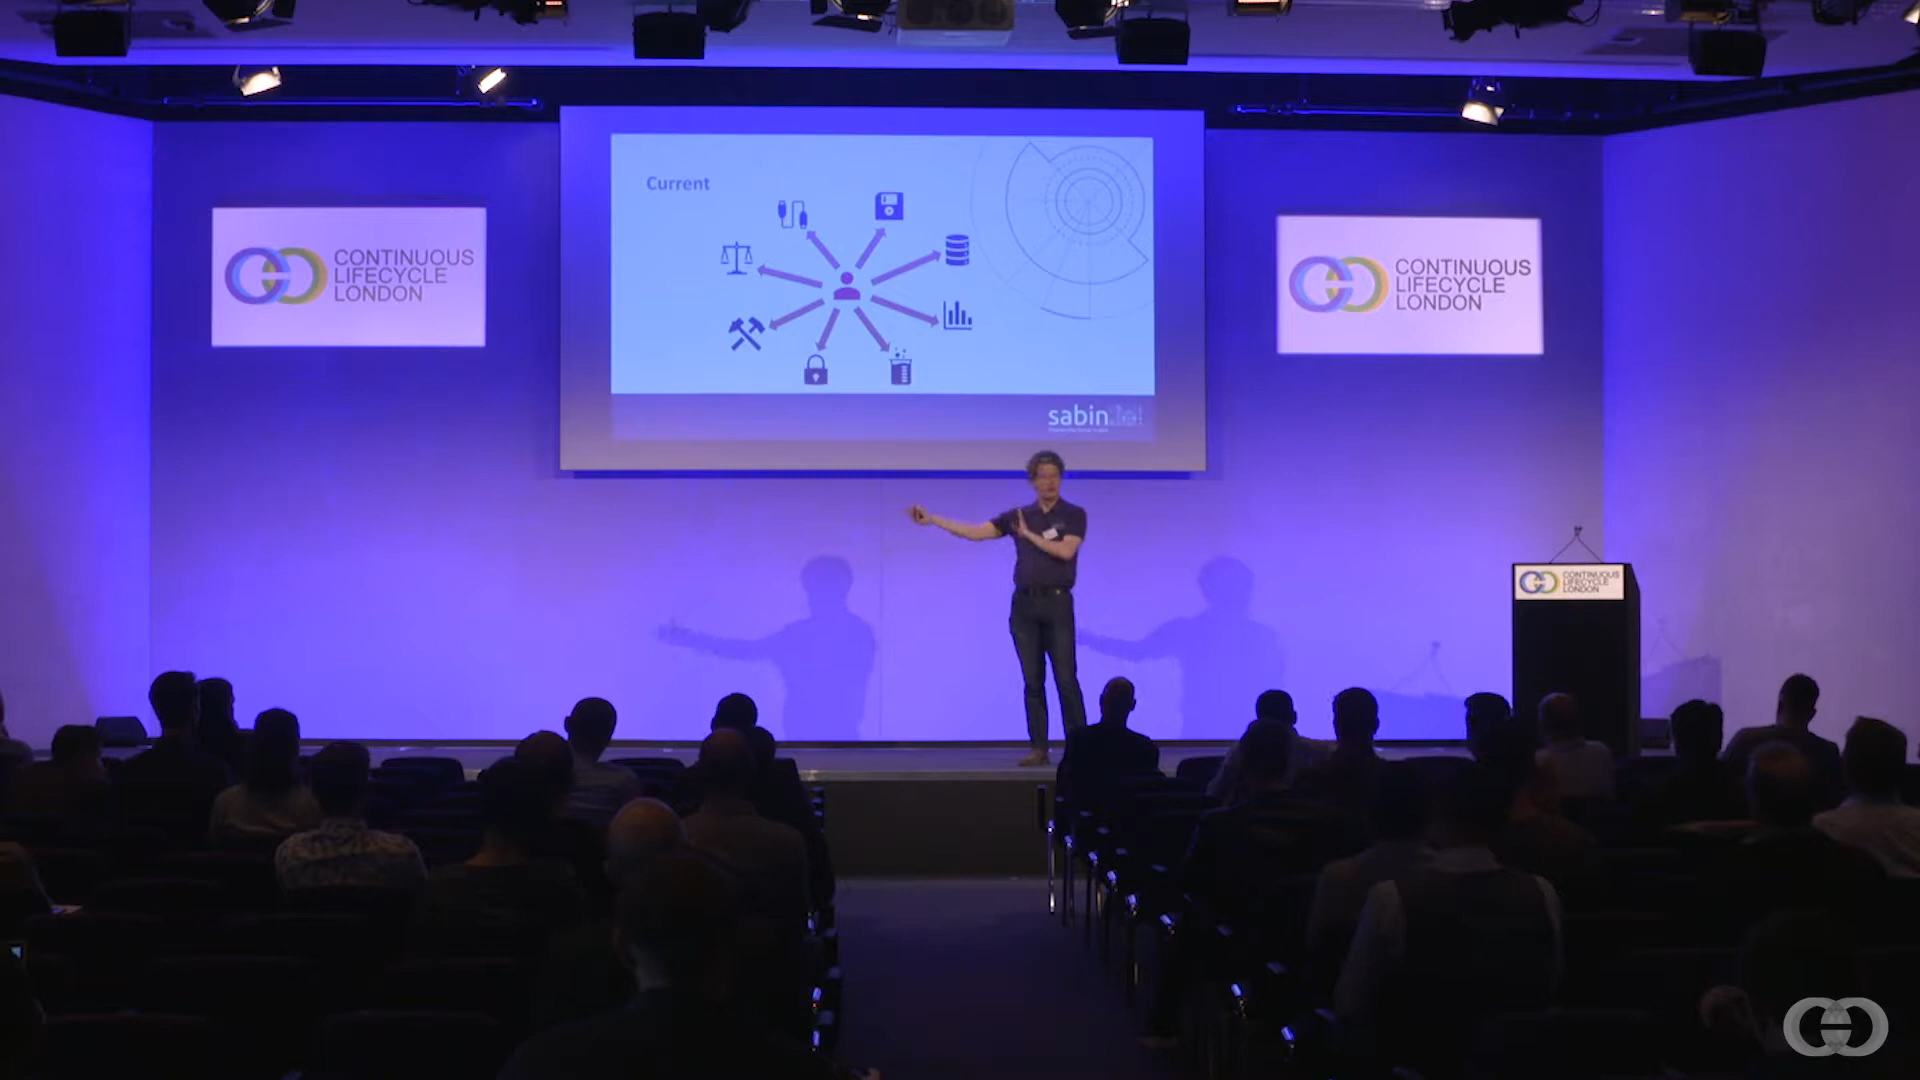 Current
CONTINUOUS
LIFECYCLE
LONDON
CONTINUOUS
LIFECYCLE
LONDON
sabin
CONTINUOUS
LIFECYCLE
LONDON